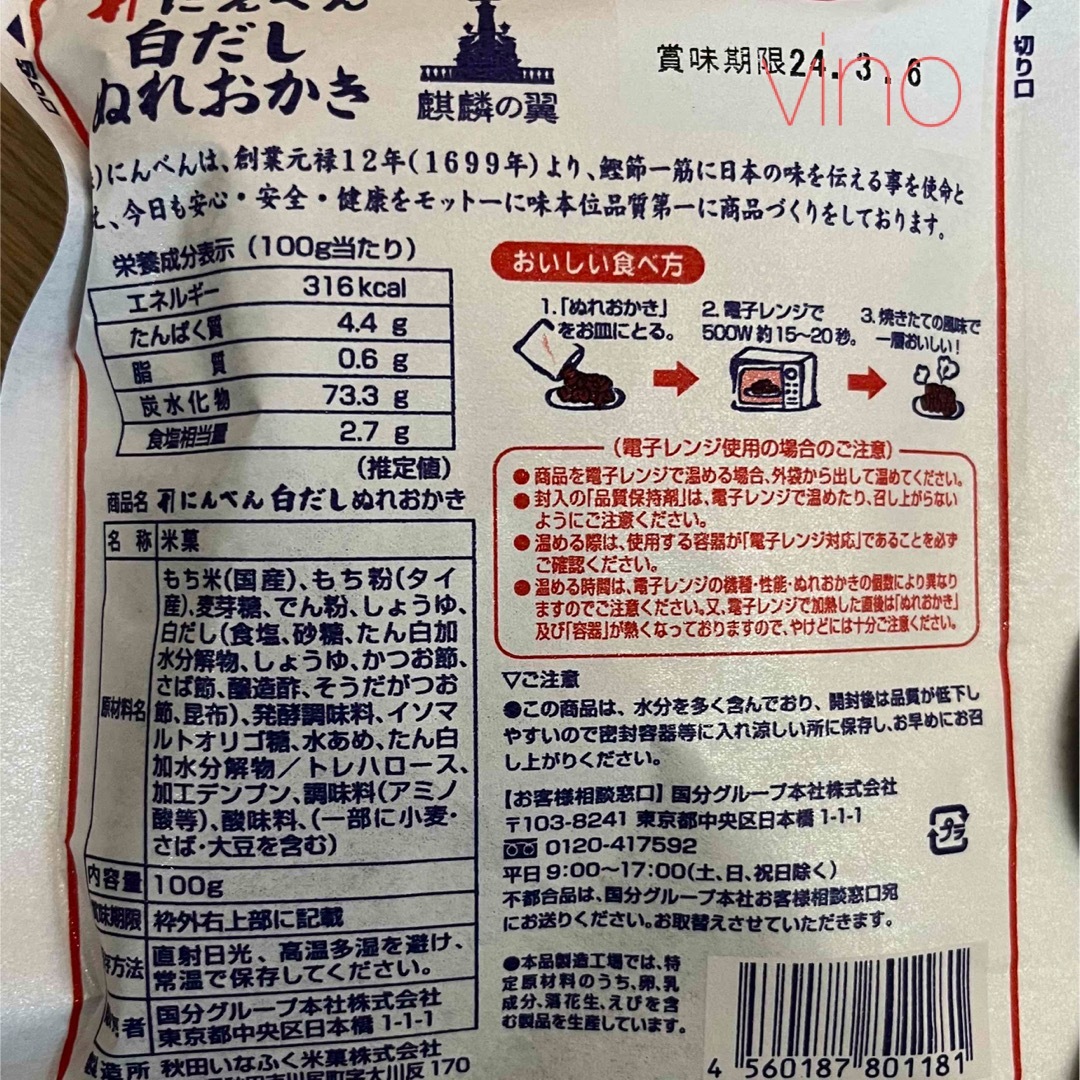 にんべん
白だし
ぬれおかき
麒麟の翼
賞味期限24.3.6
vino
切り口
切り口
)にんべんは、創業元禄12年(1699年)より、鰹節一筋に日本の味を伝える事を使命と
え、今日も安心・安全・健康をモットーに味本位品質第一に商品づくりをしております。
栄養成分表示(100g当たり)
エネルギー 316kcal
たんぱく質 4.4 g
脂質 0.6 g
炭水化物 73.3 g
食塩相当量 2.7 g
(推定値)
おいしい食べ方
1.「ぬれおかき」
をお皿にとる。
2.電子レンジで
500W約15〜20秒。
3.焼きたての風味で
一層おいしい!
(電子レンジ使用の場合のご注意)
●商品を電子レンジで温める場合、外袋から出して温めてください。
●封入の「品質保持剤」は、電子レンジで温めたり、召し上がらない
ようにご注意ください。
●温める際は、使用する容器が「電子レンジ対応」であることを必ず
ご確認ください。
●温める時間は、電子レンジの機種・性能・ぬれおかきの個数により異なり
ますのでご注意ください。又、電子レンジで加熱した直後は「ぬれおかき」
及び「容器」が熱くなっておりますので、やけどには十分ご注意ください。
商品名 にんべん 白だしぬれおかき
名称 米菓
原材料名 もち米(国産)、もち粉(タイ
産)、麦芽糖、でん粉、しょうゆ、
白だし(食塩、砂糖、たん白加
水分解物、しょうゆ、かつお節、
さば節、醸造酢、そうだがつお
節、昆布)、発酵調味料、イソマ
ルトオリゴ糖、水あめ、たん白
加水分解物/トレハロース、
加工デンプン、調味料(アミノ
酸等)、酸味料、(一部に小麦・
さば・大豆を含む)
内容量 100g
味期限 枠外右上部に記載
方法 直射日光、高温多湿を避け、
常温で保存してください。
者 国分グループ本社株式会社
東京都中央区日本橋1-1-1
製造所 秋田いなふく米菓株式会社
川尻町字大川反170
▽ご注意
●この商品は、水分を多く含んでおり、開封後は品質が低下し
やすいので密封容器等に入れ涼しい所に保存し、お早めにお召
し上がりください。
【お客様相談窓口】国分グループ本社株式会社
〒103-8241 東京都中央区日本橋1-1-1
0120-417592
平日9:00〜17:00(土、日、祝日除く)
不都合品は、国分グループ本社お客様相談窓口宛
にお送りください。お取替えさせていただきます。
プラ
●本品製造工場では、特
定原材料のうち、卵、乳
成分、落花生、えびを含
む製品を生産しています。
4 560187 801181